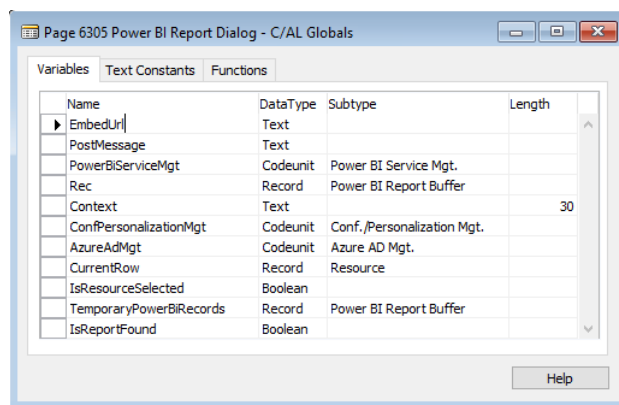 Page 6305 Power BI Report Dialog - C/AL Globals
Variables Text Constants Functions
Name DataType Subtype Length
EmbedUrl Text
PostMessage Text
PowerBiServiceMgt Codeunit Power BI Service Mgt.
Rec Record Power BI Report Buffer
Context Text 30
ConfPersonalizationMgt Codeunit Conf./Personalization Mgt.
AzureAdMgt Codeunit Azure AD Mgt.
CurrentRow Record Resource
IsResourceSelected Boolean
TemporaryPowerBiRecords Record Power BI Report Buffer
IsReportFound Boolean
Help